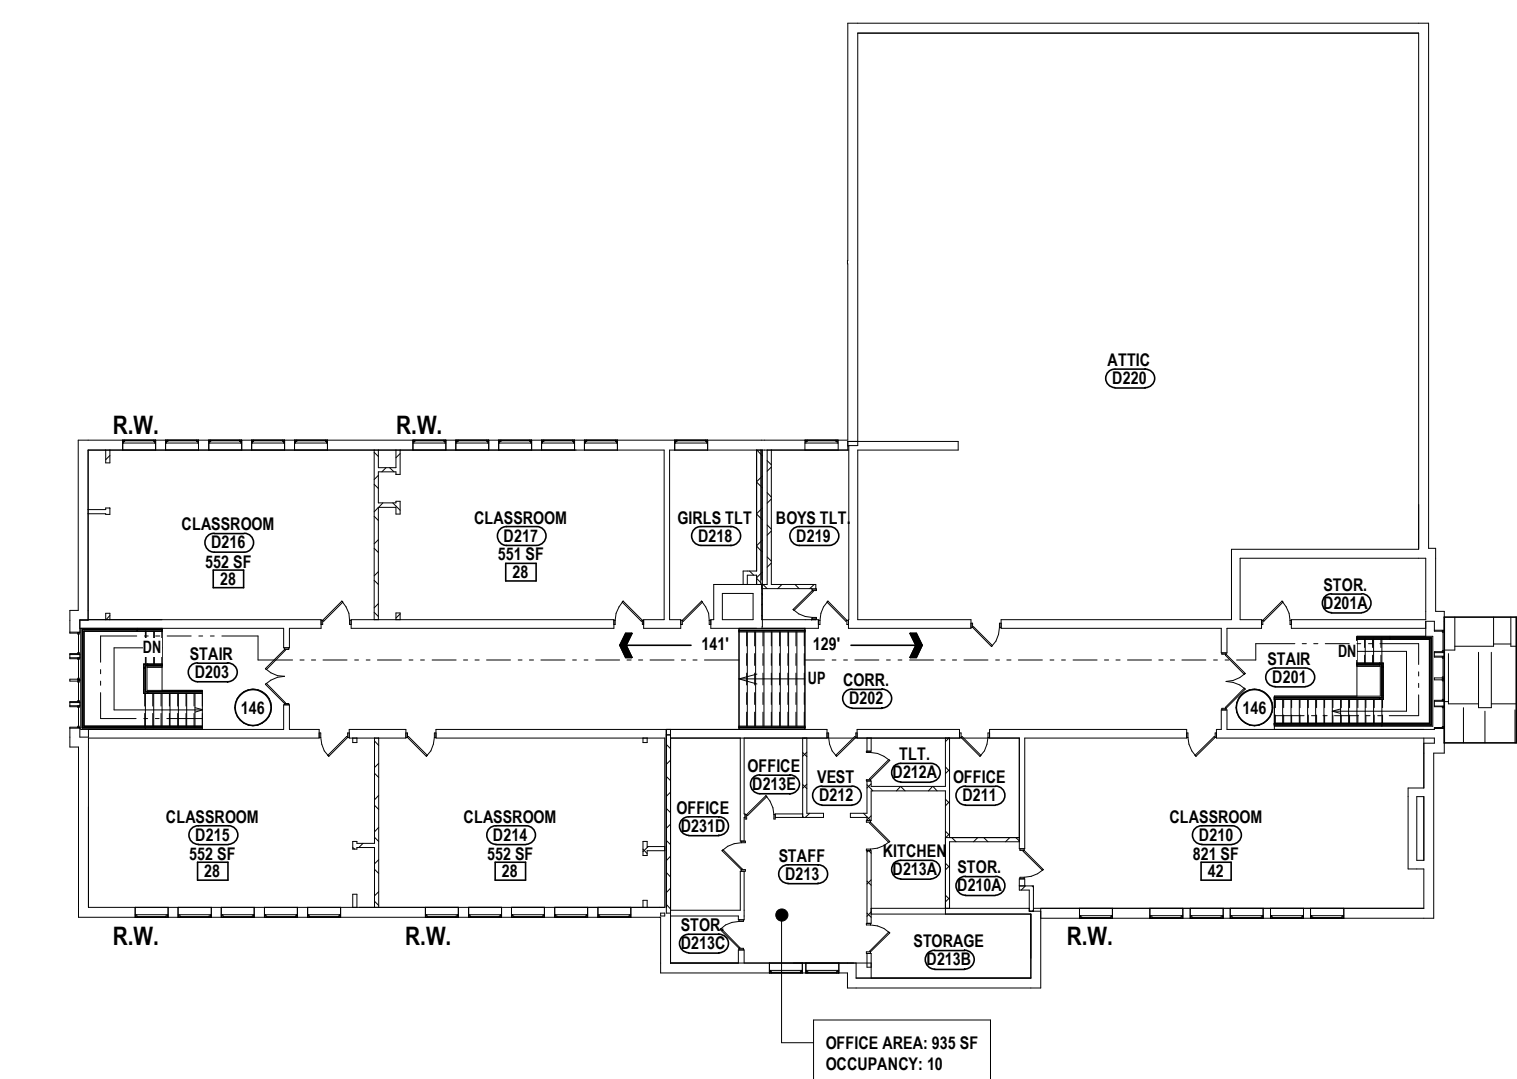 ATTIC
D220
R.W.
R.W.
CLASSROOM
D216
552 SF
28
CLASSROOM
D217
551 SF
28
GIRLS TLT
D218
BOYS TLT.
D219
STOR.
D201A
DN
STAIR
D203
146
141'
129'
UP
CORR.
D202
STAIR
D201
DN
146
CLASSROOM
D215
552 SF
28
CLASSROOM
D214
552 SF
28
OFFICE
D231D
OFFICE
D213E
VEST
D212
TLT.
D212A
OFFICE
D211
STAFF
D213
KITCHEN
D213A
STOR.
D210A
CLASSROOM
D210
821 SF
42
STOR.
D213C
STORAGE
D213B
R.W.
R.W.
R.W.
OFFICE AREA: 935 SF
OCCUPANCY: 10